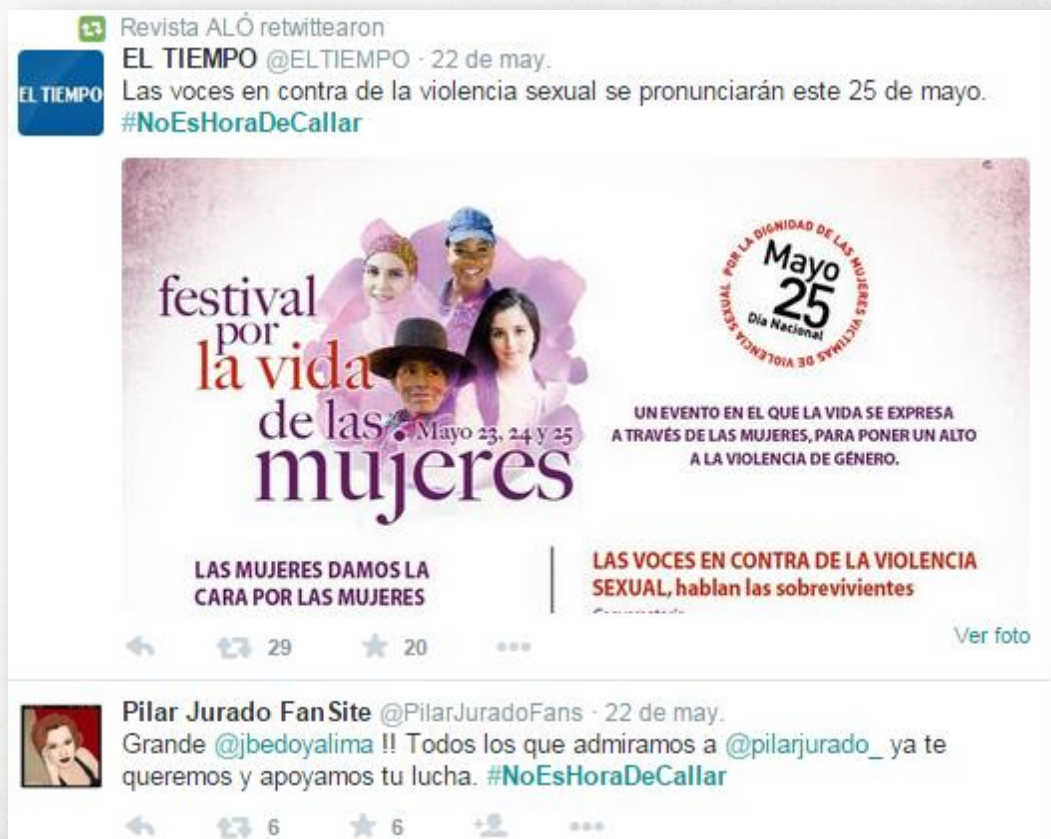 Revista ALÓ retwittearon
EL TIEMPO @ELTIEMPO · 22 de may.
EL TIEMPO
Las voces en contra de la violencia sexual se pronunciarán este 25 de mayo.
#NoEsHoraDeCallar
festival
por
la vida
de las
Mayo 23, 24 y 25
mujeres
POR LA DIGNIDAD DE LAS MUJERES VICTIMAS DE VIOLENCIA SEXUAL
Mayo
25
Día Nacional
UN EVENTO EN EL QUE LA VIDA SE EXPRESA
A TRAVÉS DE LAS MUJERES, PARA PONER UN ALTO
A LA VIOLENCIA DE GÉNERO.
LAS MUJERES DAMOS LA
CARA POR LAS MUJERES
LAS VOCES EN CONTRA DE LA VIOLENCIA
SEXUAL, hablan las sobrevivientes
29 20
Ver foto
Pilar Jurado FanSite @PilarJuradoFans · 22 de may.
Grande @jbedoyalima !! Todos los que admiramos a @pilarjurado_ ya te
queremos y apoyamos tu lucha. #NoEsHoraDeCallar
6 6